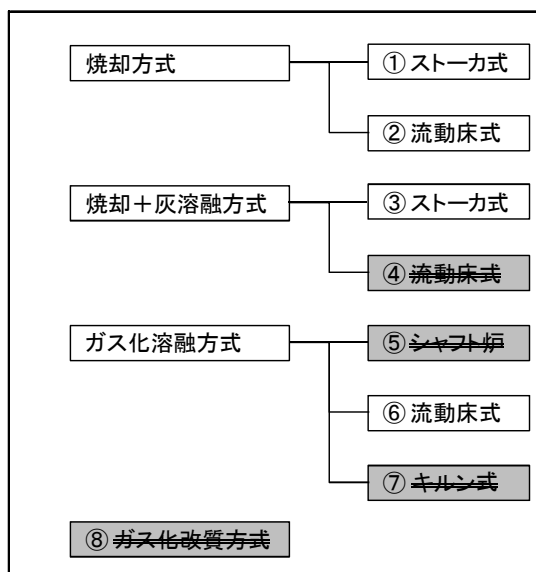 焼却方式
①ストーカ式
②流動床式
焼却＋灰溶融方式
③ストーカ式
④流動床式
ガス化溶融方式
⑤シャフト炉
⑥流動床式
⑦キルン式
⑧ガス化改質方式